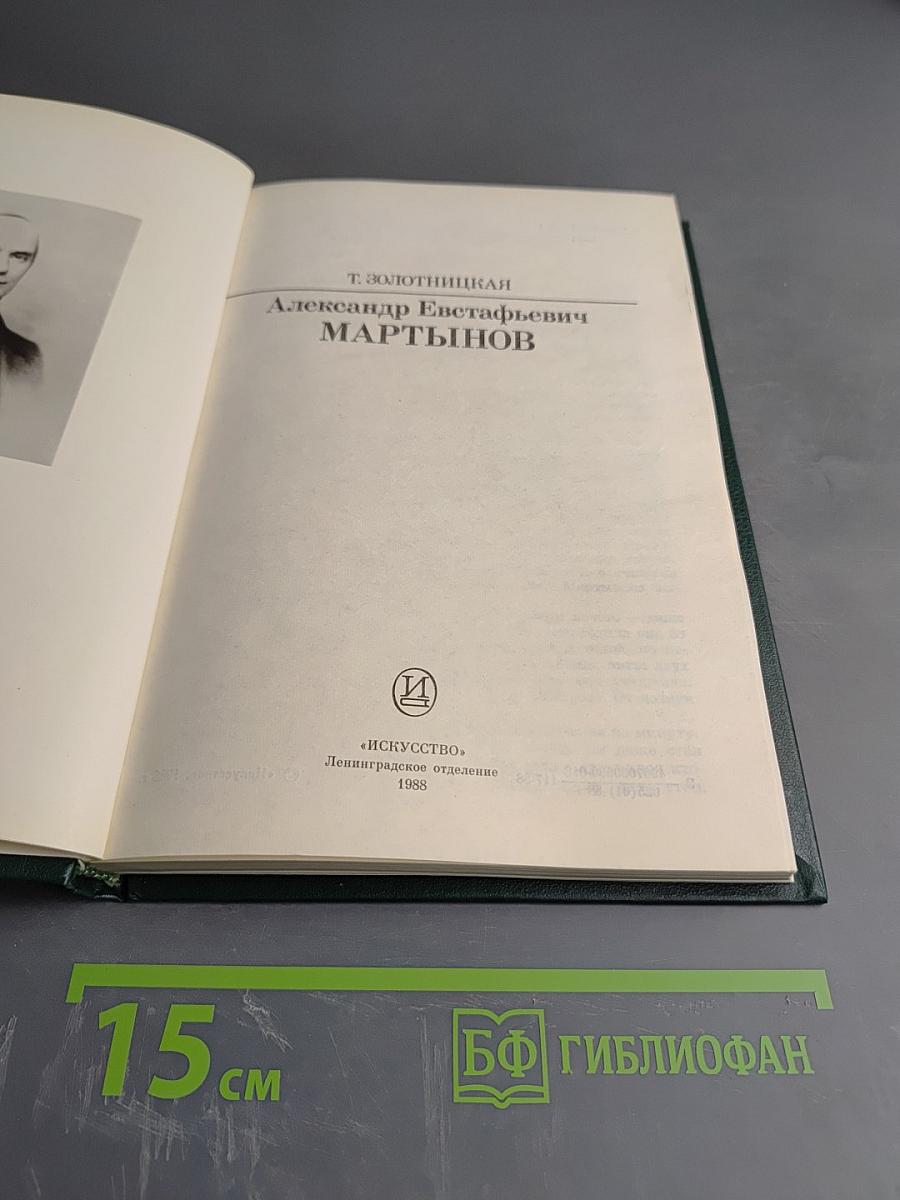 Т. ЗОЛОТНИЦКАЯ
Александр Евстафьевич
МАРТЫНОВ
И
«ИСКУССТВО»
Ленинградское отделение
1988
15 см
БФ ГИБЛИОФАН